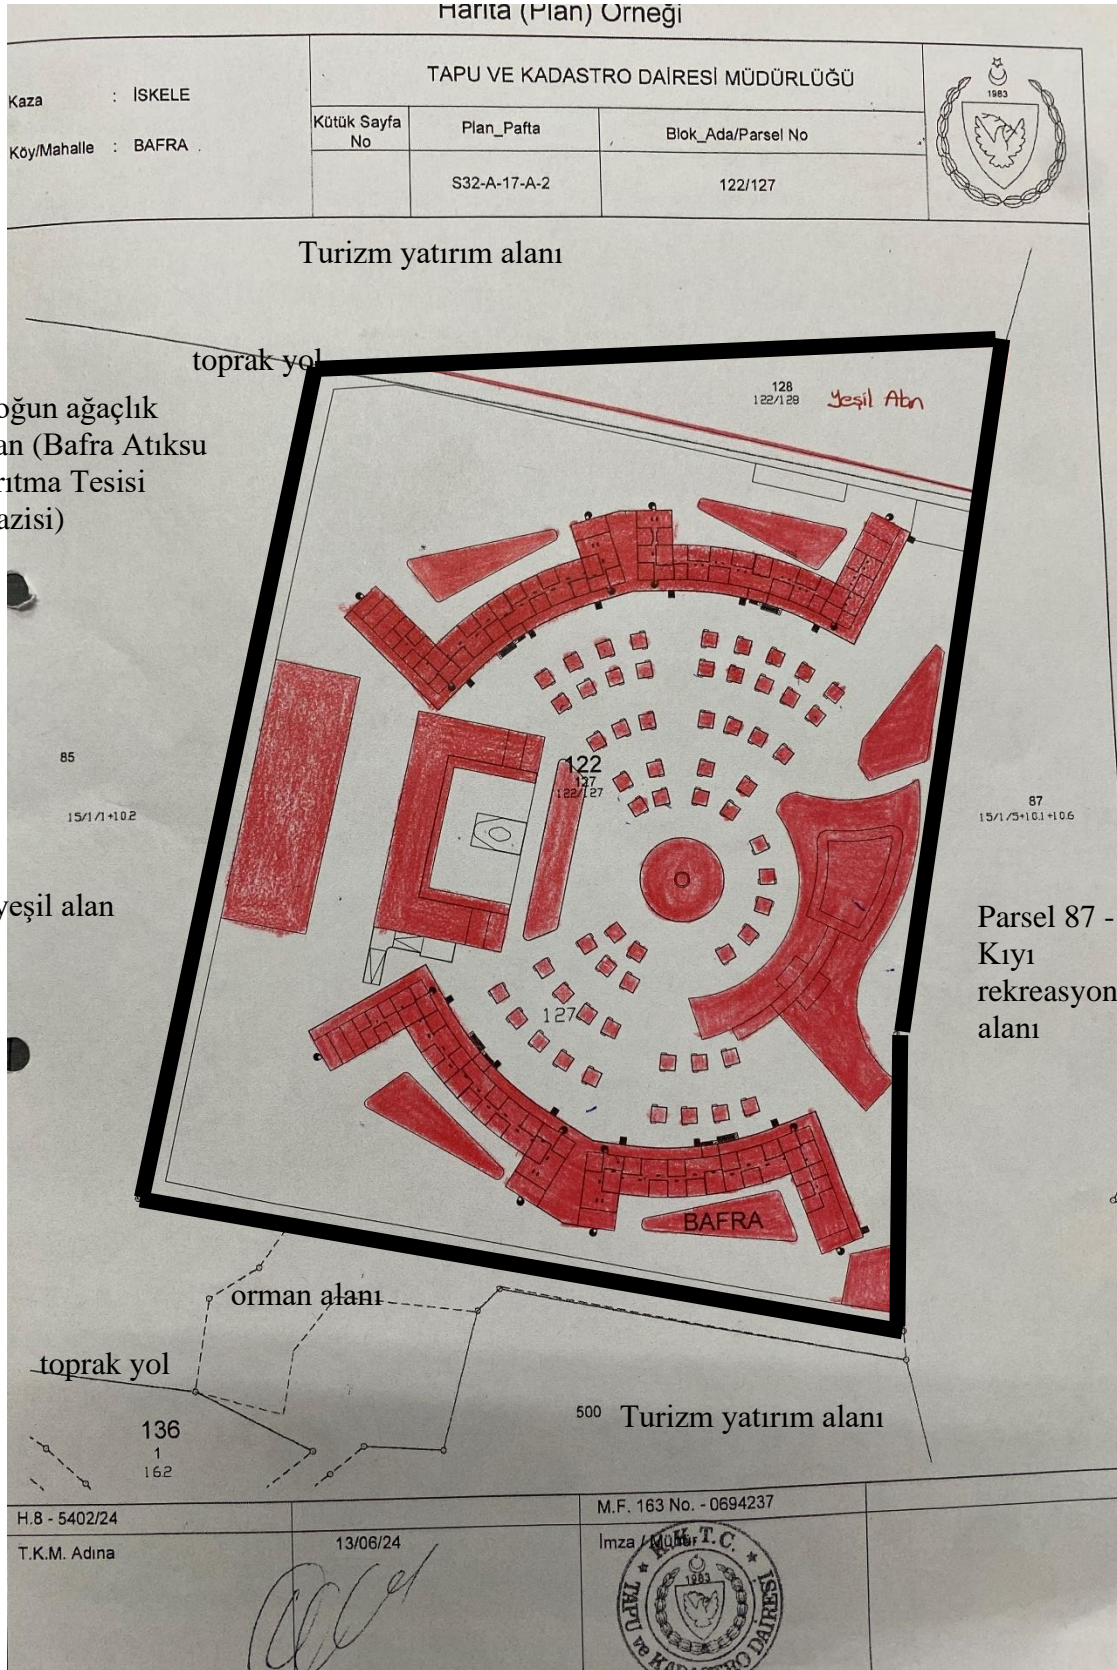 Harita (Plan) Örneği
Kaza : İSKELE
Köy/Mahalle : BAFRA
TAPU VE KADASTRO DAİRESİ MÜDÜRLÜĞÜ
Kütük Sayfa No
Plan_Pafta
Blok_Ada/Parsel No
S32-A-17-A-2
122/127
1983
Turizm yatırım alanı
toprak yol
128
122/128
Yeşil Alan
oğun ağaçlık
an (Bafra Atıksu
rıtma Tesisi
azisi)
85
15/1/1+10.2
122
127
122/127
87
15/1/5+10.1+10.6
yeşil alan
Parsel 87 -
Kıyı
rekreasyon
alanı
127
BAFRA
orman alanı
toprak yol
136
1
162
500
Turizm yatırım alanı
H.8 - 5402/24
M.F. 163 No. - 0694237
T.K.M. Adına
13/06/24
İmza / Müdür
K.K.T.C.
1983
TAPU ve KADASTRO DAİRESİ